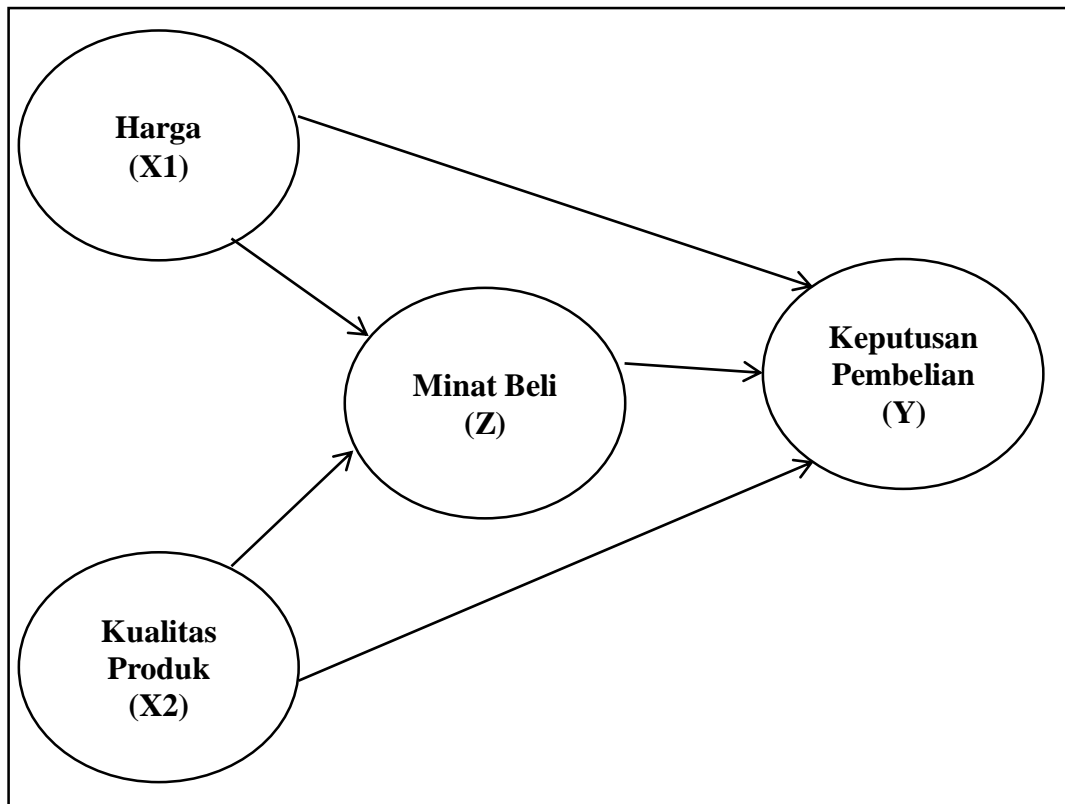 Harga
(X1)
Minat Beli
(Z)
Keputusan
Pembelian
(Y)
Kualitas
Produk
(X2)